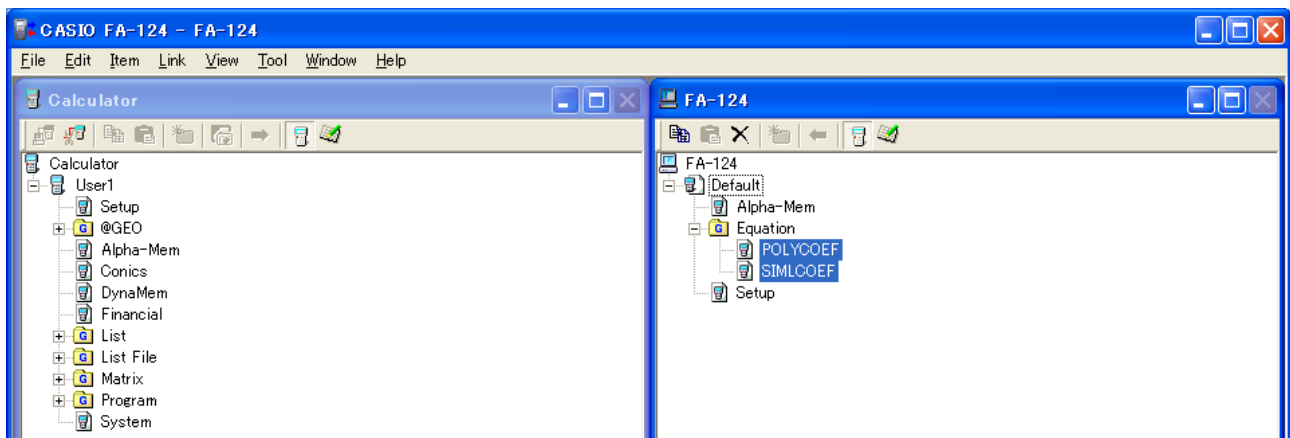 CASIO FA-124 - FA-124
File Edit Item Link View Tool Window Help
Calculator
Calculator
User1
Setup
@GEO
Alpha-Mem
Conics
DynaMem
Financial
List
List File
Matrix
Program
System
FA-124
FA-124
Default
Alpha-Mem
Equation
POLYCOEF
SIMLCOEF
Setup